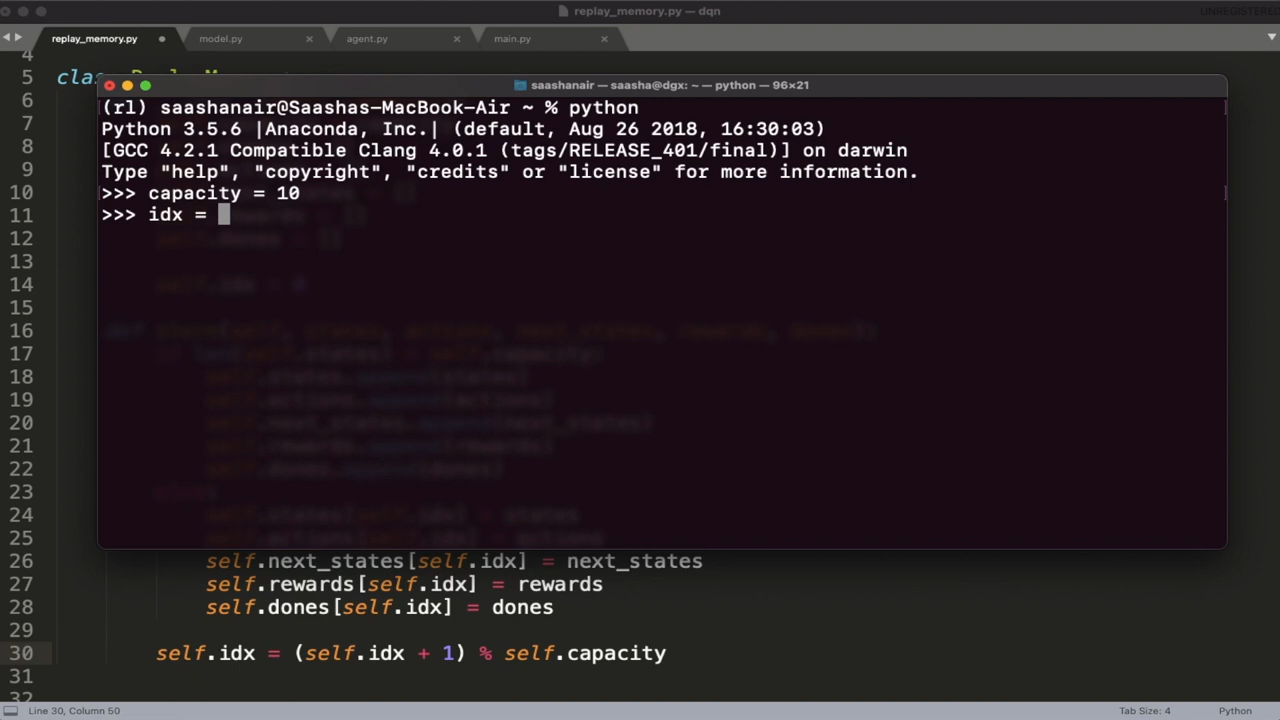 replay_memory.py — dqn
UNREGISTERED
replay_memory.py
model.py
agent.py
main.py
4
5
6
7
8
9
10
11
12
13
14
15
16
17
18
19
20
21
22
23
24
25
26
27
28
29
30
31
32
saashanair — saasha@dgx: ~ — python — 96×21
(rl) saashanair@Saashas-MacBook-Air ~ % python
Python 3.5.6 |Anaconda, Inc.| (default, Aug 26 2018, 16:30:03)
[GCC 4.2.1 Compatible Clang 4.0.1 (tags/RELEASE_401/final)] on darwin
Type "help", "copyright", "credits" or "license" for more information.
>>> capacity = 10
>>> idx =
self.next_states[self.idx] = next_states
self.rewards[self.idx] = rewards
self.dones[self.idx] = dones
self.idx = (self.idx + 1) % self.capacity
Line 30, Column 50
Tab Size: 4
Python